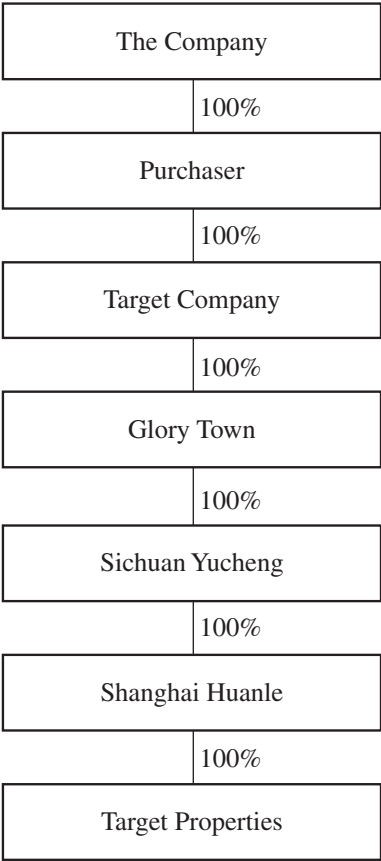 The Company
100%
Purchaser
100%
Target Company
100%
Glory Town
100%
Sichuan Yucheng
100%
Shanghai Huanle
100%
Target Properties